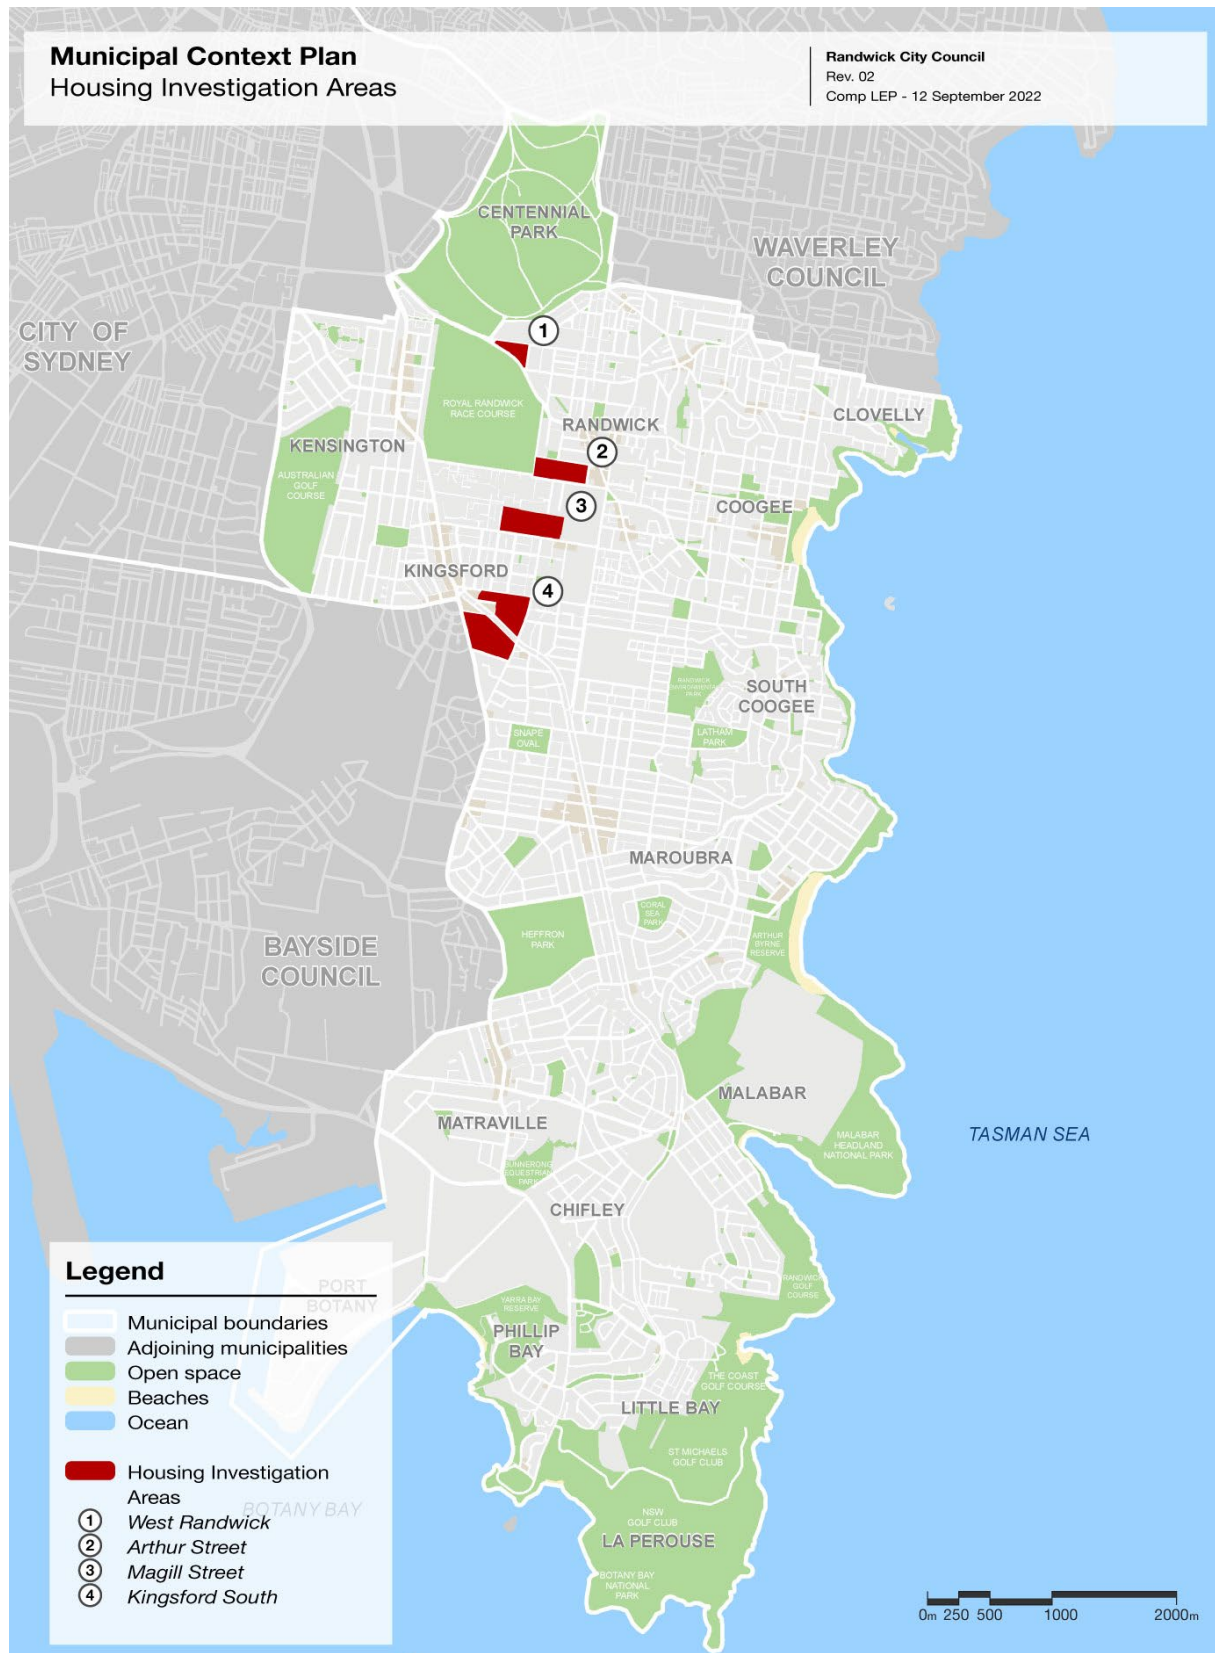 Municipal Context Plan
Housing Investigation Areas
Randwick City Council
Rev. 02
Comp LEP - 12 September 2022
CENTENNIAL
PARK
WAVERLEY
COUNCIL
CITY OF
SYDNEY
1
ROYAL RANDWICK
RACE COURSE
CLOVELLY
RANDWICK
KENSINGTON
2
AUSTRALIAN
GOLF
COURSE
3
COOGEE
KINGSFORD
4
RANDWICK
ENVIRONMENTAL
PARK
SOUTH
COOGEE
SNAPE
OVAL
LATHAM
PARK
MAROUBRA
CORAL
SEA
PARK
HEFFRON
PARK
ARTHUR
BYRNE
RESERVE
BAYSIDE
COUNCIL
MALABAR
MATRAVILLE
MALABAR
HEADLAND
NATIONAL PARK
TASMAN SEA
BUNNERONG
EQUESTRIAN
PARK
CHIFLEY
RANDWICK
GOLF
COURSE
PORT
BOTANY
YARRA BAY
RESERVE
PHILLIP
BAY
THE COAST
GOLF COURSE
LITTLE BAY
ST MICHAELS
GOLF CLUB
NSW
GOLF CLUB
LA PEROUSE
BOTANY BAY
NATIONAL
PARK
Legend
Municipal boundaries
Adjoining municipalities
Open space
Beaches
Ocean
Housing Investigation
Areas
BOTANY BAY
1 West Randwick
2 Arthur Street
3 Magill Street
4 Kingsford South
0m 250 500 1000 2000m